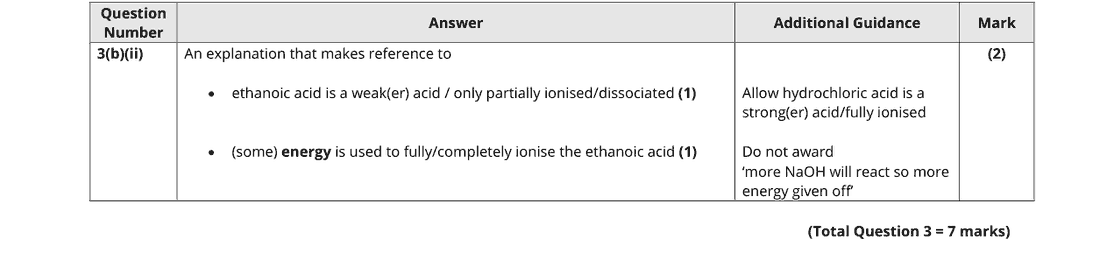 Question Number Answer Additional Guidance Mark
3(b)(ii) An explanation that makes reference to (2)
• ethanoic acid is a weak(er) acid / only partially ionised/dissociated (1) Allow hydrochloric acid is a
strong(er) acid/fully ionised
• (some) energy is used to fully/completely ionise the ethanoic acid (1) Do not award
‘more NaOH will react so more
energy given off’
(Total Question 3 = 7 marks)